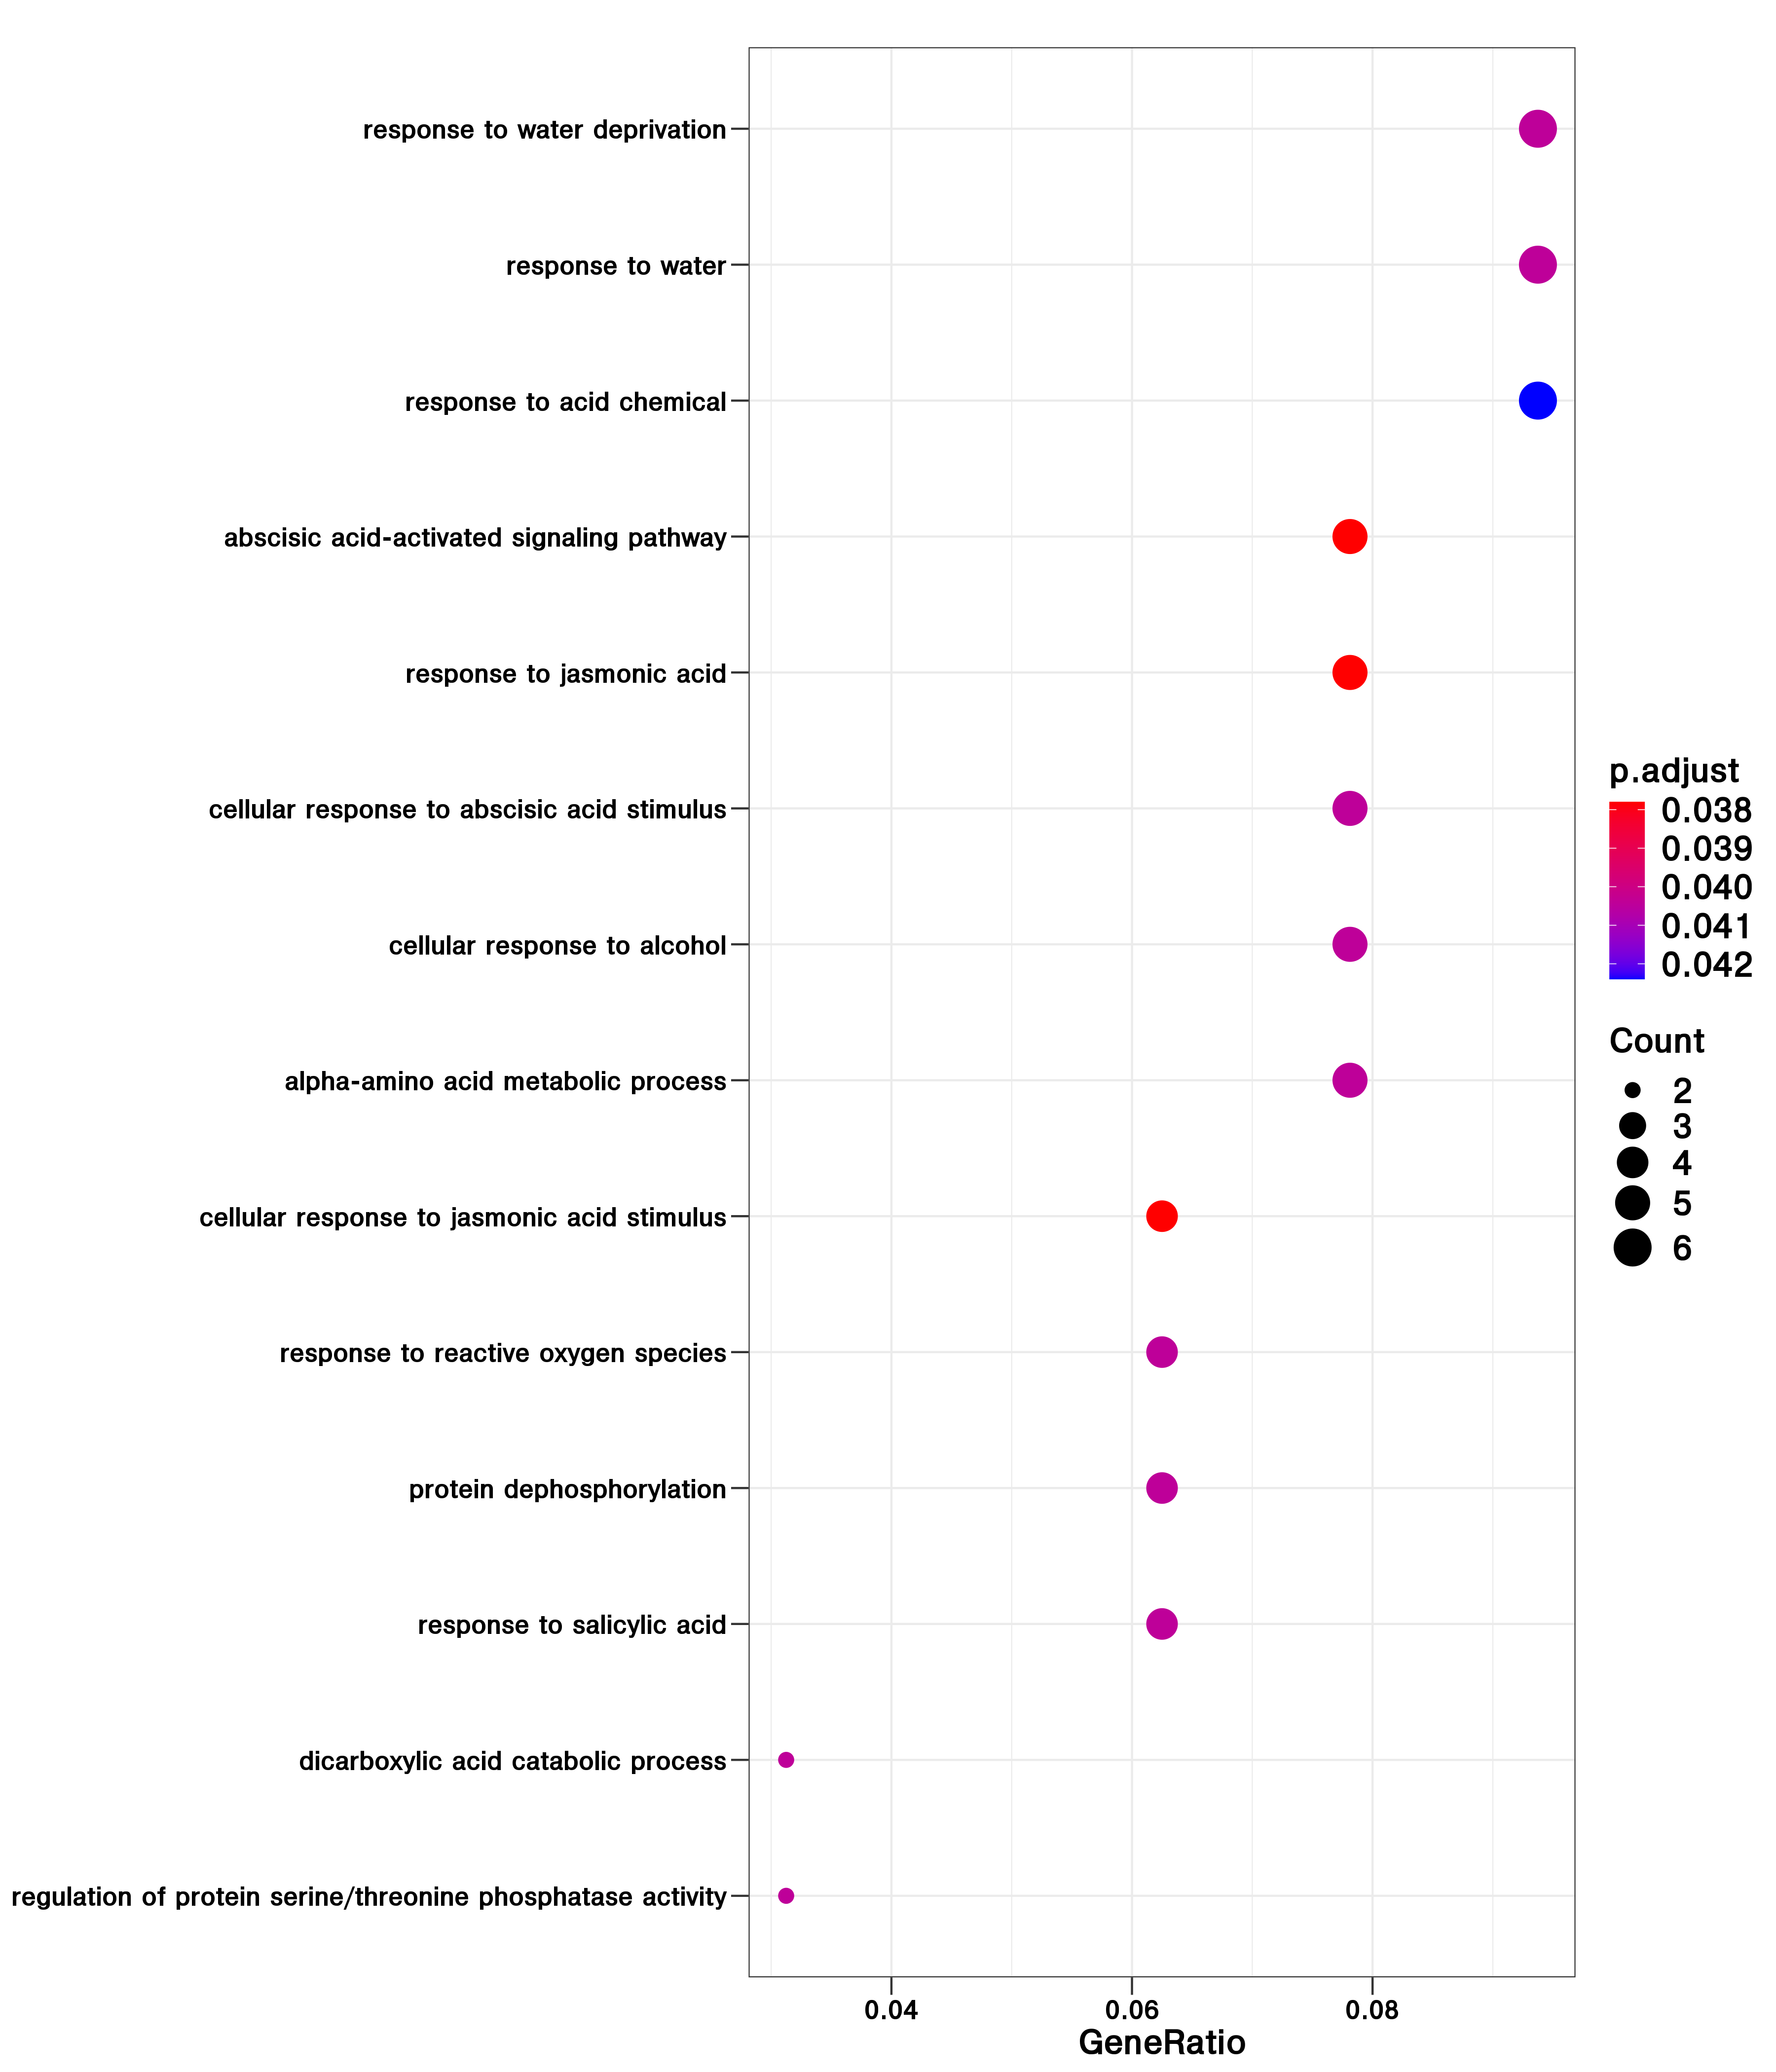 response to water deprivation
response to water
response to acid chemical
abscisic acid-activated signaling pathway
response to jasmonic acid
cellular response to abscisic acid stimulus
cellular response to alcohol
alpha-amino acid metabolic process
cellular response to jasmonic acid stimulus
response to reactive oxygen species
protein dephosphorylation
response to salicylic acid
dicarboxylic acid catabolic process
regulation of protein serine/threonine phosphatase activity
0.04 0.06 0.08
GeneRatio
p.adjust
0.038
0.039
0.040
0.041
0.042
Count
2
3
4
5
6